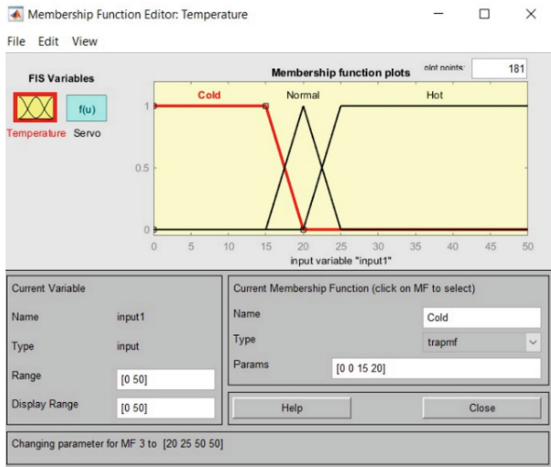 Membership Function Editor: Temperature
File Edit View
FIS Variables
f(u)
Temperature Servo
Membership function plots plot points: 181
Cold Normal Hot
1
0.5
0
0 5 10 15 20 25 30 35 40 45 50
input variable "input1"
Current Variable
Name input1
Type input
Range [0 50]
Display Range [0 50]
Current Membership Function (click on MF to select)
Name Cold
Type trapmf
Params [0 0 15 20]
Help Close
Changing parameter for MF 3 to [20 25 50 50]